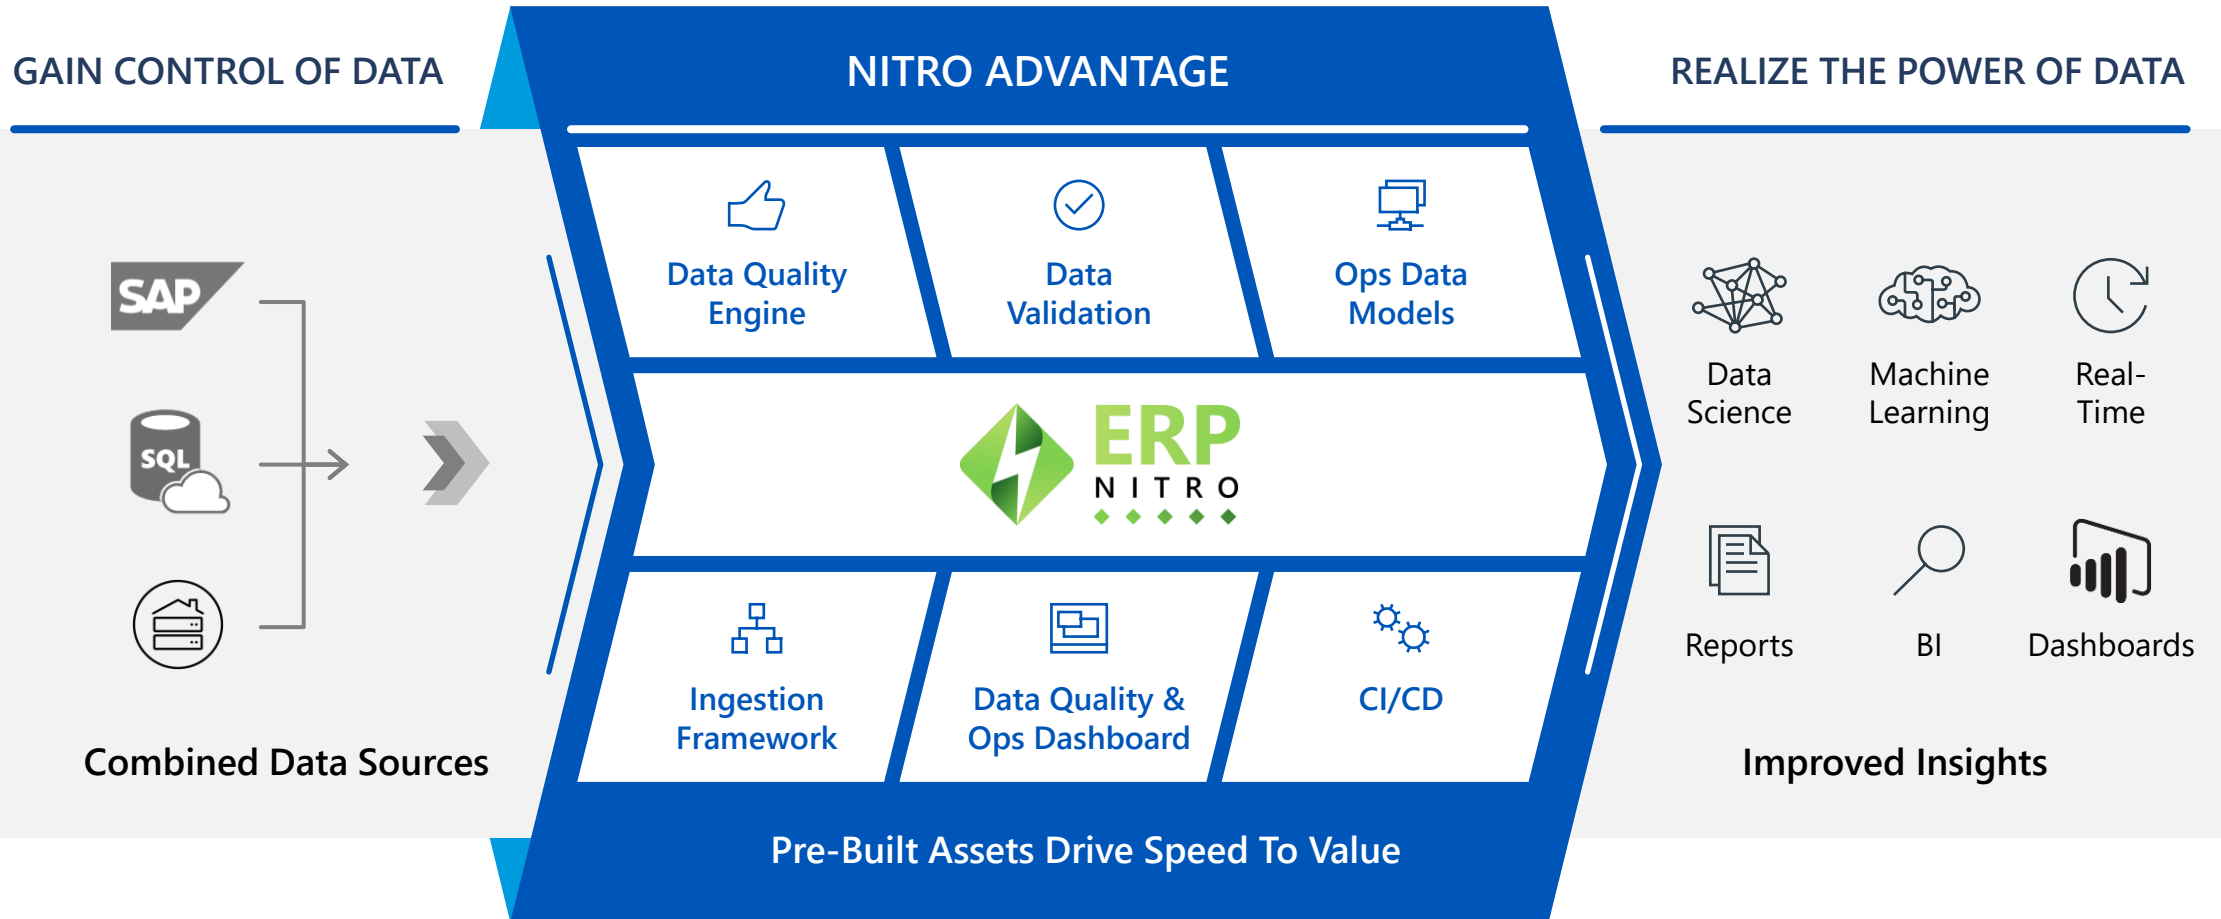 GAIN CONTROL OF DATA
SAP
SQL
Combined Data Sources
NITRO ADVANTAGE
Data Quality
Engine
Data
Validation
Ops Data
Models
ERP
NITRO
Ingestion
Framework
Data Quality &
Ops Dashboard
CI/CD
Pre-Built Assets Drive Speed To Value
REALIZE THE POWER OF DATA
Data
Science
Machine
Learning
Real-
Time
Reports
BI
Dashboards
Improved Insights